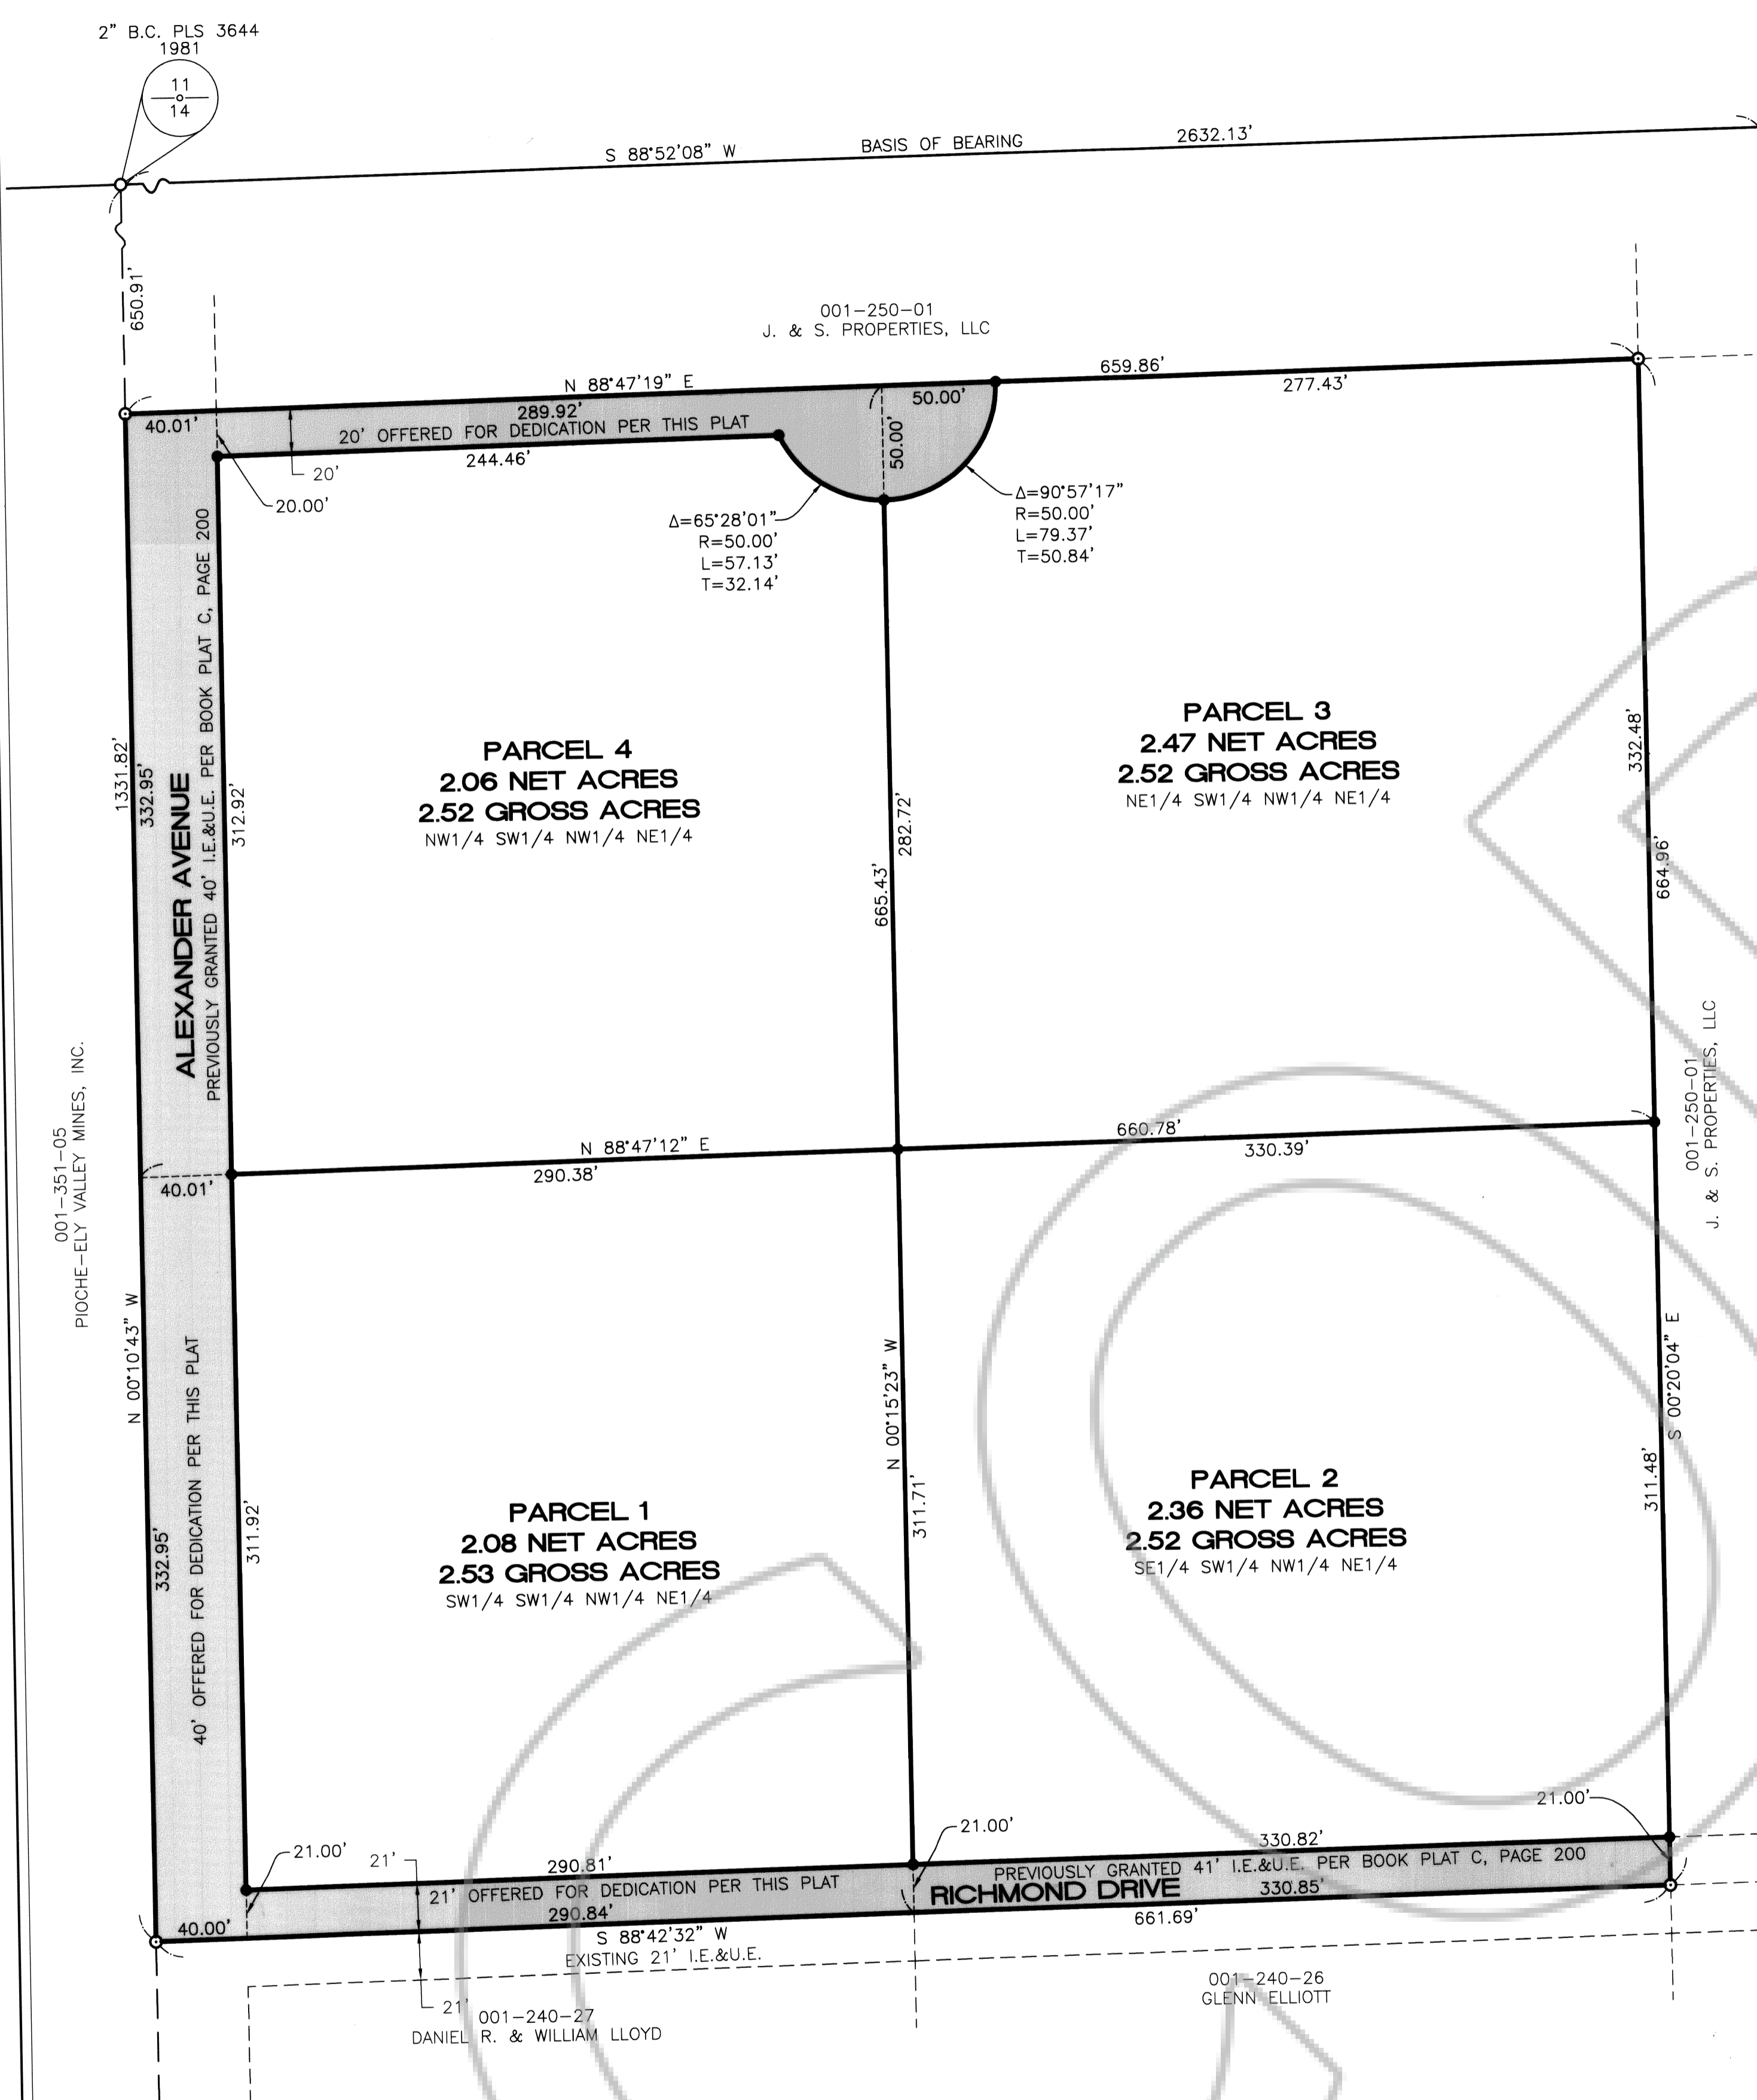 2" B.C. PLS 3644
1981
11
14
S 88°52'08" W
BASIS OF BEARING
2632.13'
650.91'
001-250-01
J. & S. PROPERTIES, LLC
N 88°47'19" E
659.86'
40.01'
289.92'
50.00'
277.43'
20' OFFERED FOR DEDICATION PER THIS PLAT
50.00'
244.46'
20'
20.00'
Δ=65°28'01"
R=50.00'
L=57.13'
T=32.14'
Δ=90°57'17"
R=50.00'
L=79.37'
T=50.84'
PARCEL 4
2.06 NET ACRES
2.52 GROSS ACRES
NW1/4 SW1/4 NW1/4 NE1/4
PARCEL 3
2.47 NET ACRES
2.52 GROSS ACRES
NE1/4 SW1/4 NW1/4 NE1/4
1331.82'
332.95'
ALEXANDER AVENUE
PREVIOUSLY GRANTED 40' I.E.&U.E. PER BOOK PLAT C, PAGE 200
312.92'
282.72'
665.43'
332.48'
664.96'
001-351-05
PIOCHE-ELY VALLEY MINES, INC.
001-250-01
J. & S. PROPERTIES, LLC
N 88°47'12" E
660.78'
40.01'
290.38'
330.39'
N 00°10'43" W
332.95'
40' OFFERED FOR DEDICATION PER THIS PLAT
311.92'
N 00°15'23" W
311.71'
S 00°20'04" E
311.48'
PARCEL 1
2.08 NET ACRES
2.53 GROSS ACRES
SW1/4 SW1/4 NW1/4 NE1/4
PARCEL 2
2.36 NET ACRES
2.52 GROSS ACRES
SE1/4 SW1/4 NW1/4 NE1/4
21.00'
21.00'
21.00'
21'
290.81'
330.82'
21' OFFERED FOR DEDICATION PER THIS PLAT
PREVIOUSLY GRANTED 41' I.E.&U.E. PER BOOK PLAT C, PAGE 200
RICHMOND DRIVE
330.85'
40.00'
290.84'
661.69'
S 88°42'32" W
EXISTING 21' I.E.&U.E.
21'
001-240-27
DANIEL R. & WILLIAM LLOYD
001-240-26
GLENN ELLIOTT